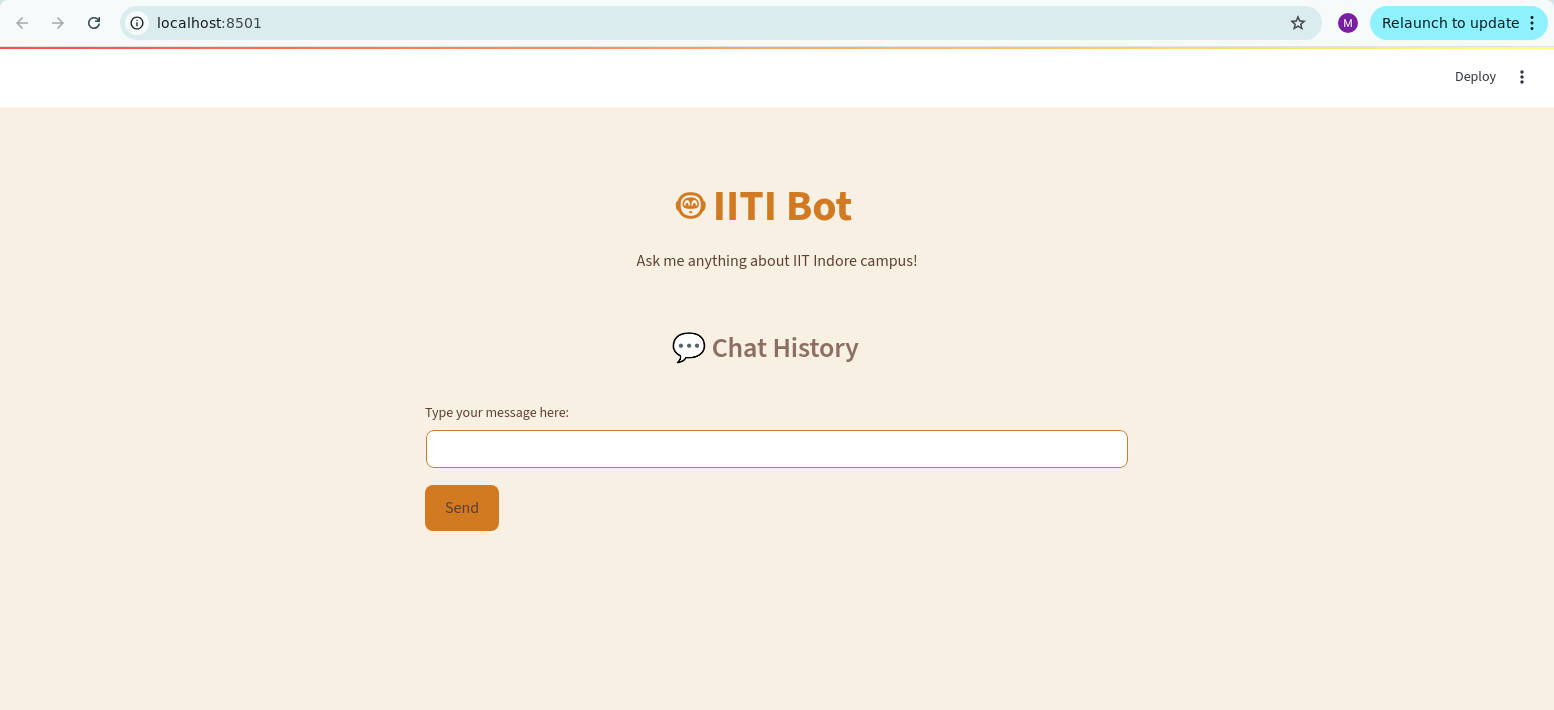 localhost:8501
M
Relaunch to update
Deploy
IITI Bot
Ask me anything about IIT Indore campus!
💬 Chat History
Type your message here:
Send